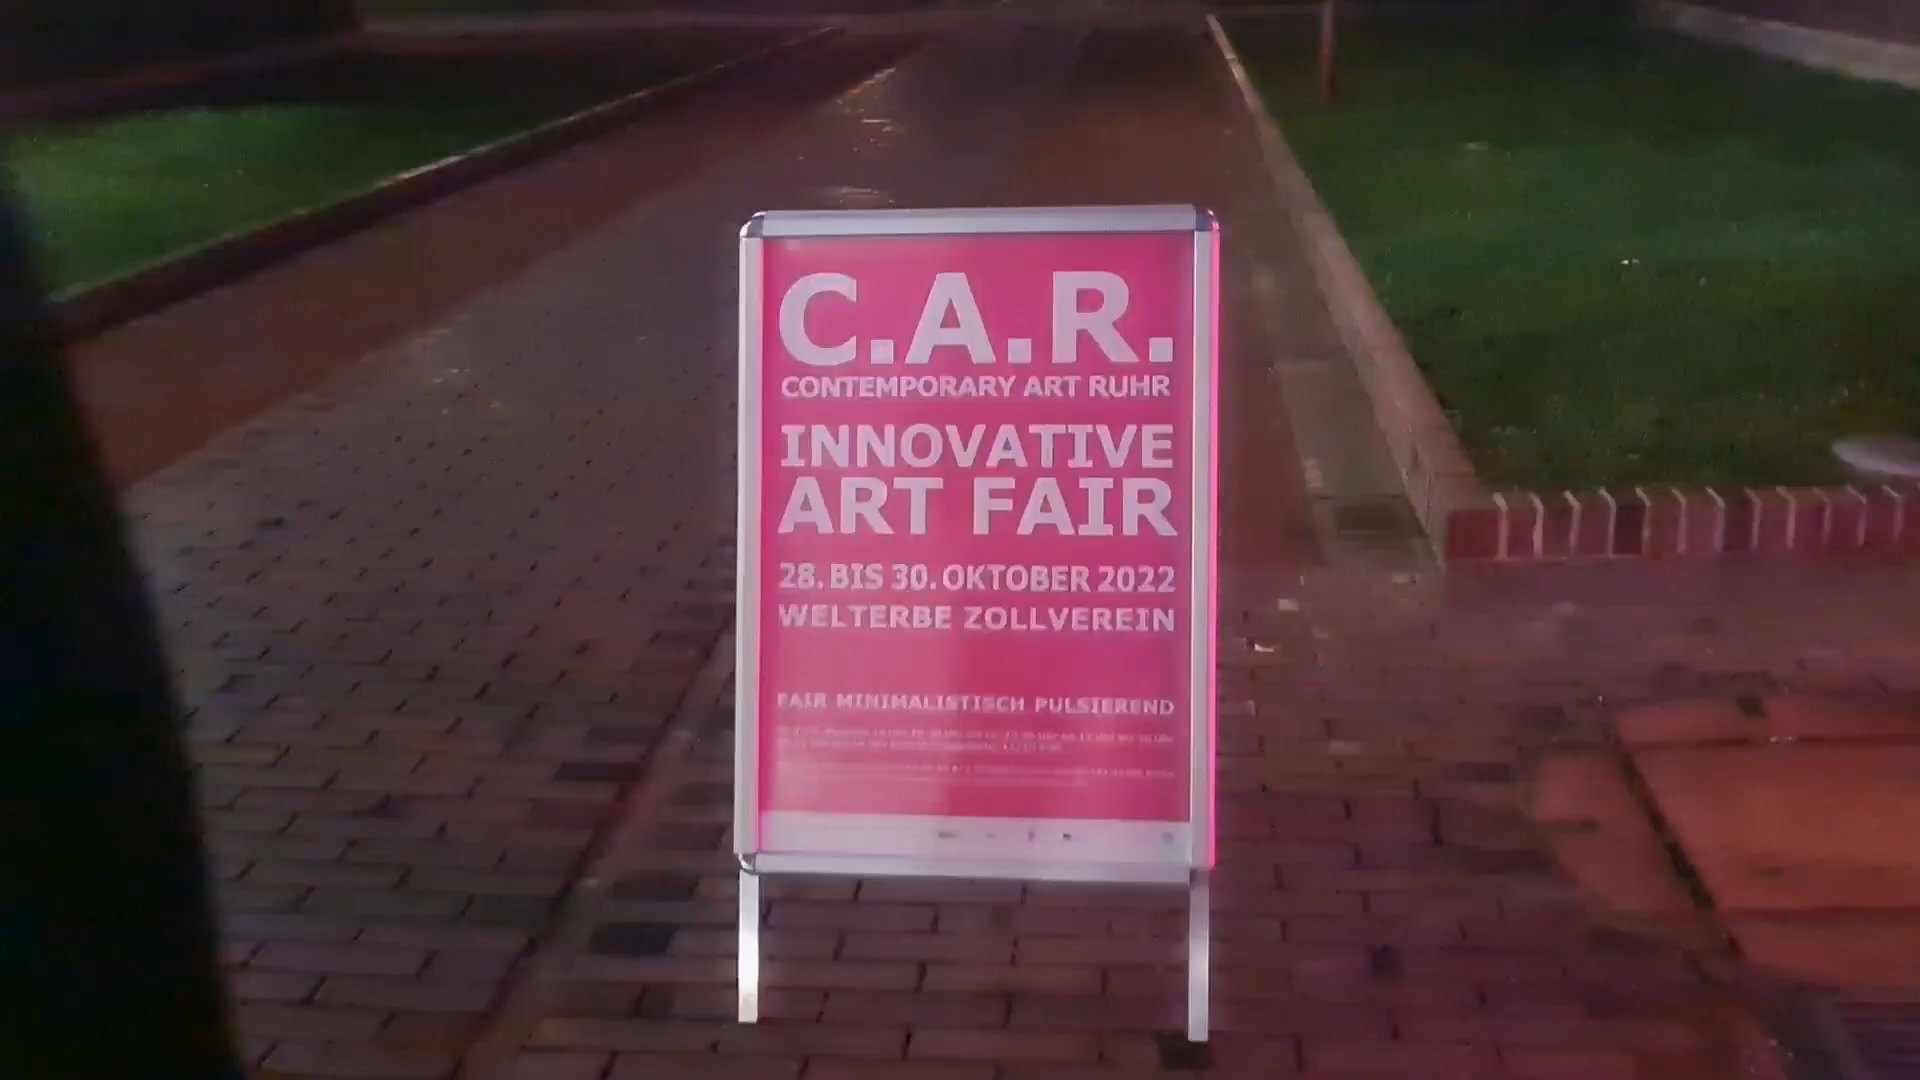 C.A.R.
CONTEMPORARY ART RUHR
INNOVATIVE
ART FAIR
28. BIS 30. OKTOBER 2022
WELTERBE ZOLLVEREIN
FAIR MINIMALISTISCH PULSIEREND